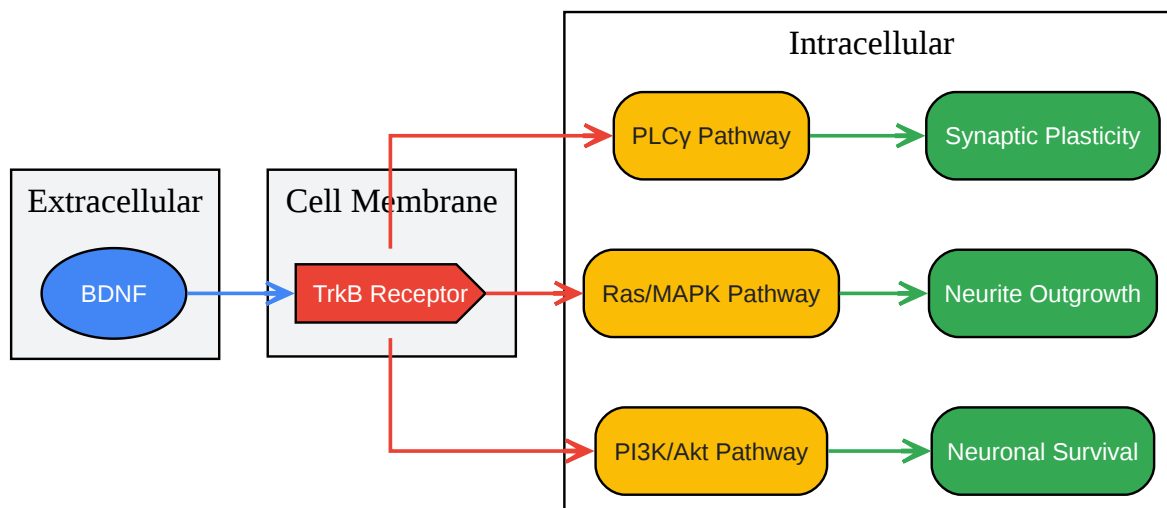 Intracellular
PLCγ Pathway
Synaptic Plasticity
Extracellular
Cell Membrane
BDNF
TrkB Receptor
Ras/MAPK Pathway
Neurite Outgrowth
PI3K/Akt Pathway
Neuronal Survival